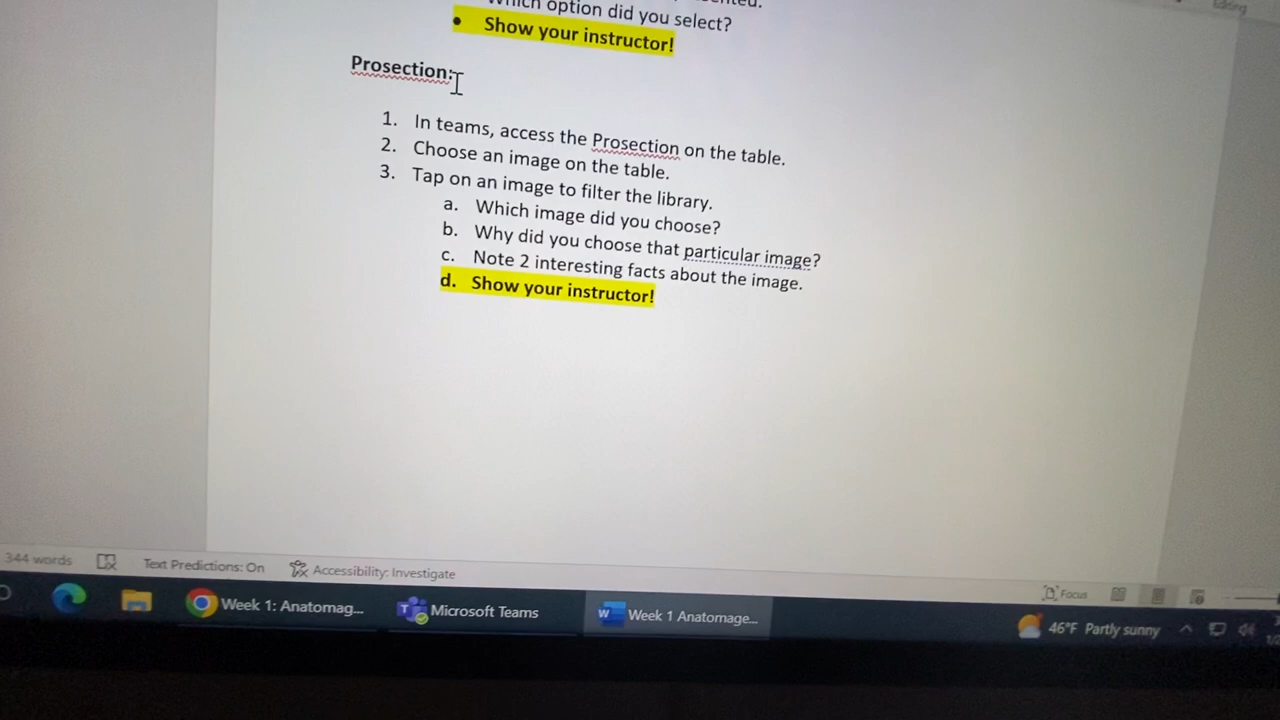 option did you select?
• Show your instructor!
Prosection:
1. In teams, access the Prosection on the table.
2. Choose an image on the table.
3. Tap on an image to filter the library.
a. Which image did you choose?
b. Why did you choose that particular image?
c. Note 2 interesting facts about the image.
d. Show your instructor!
344 words Text Predictions: On Accessibility: Investigate Focus
Week 1: Anatomag... Microsoft Teams Week 1 Anatomage... 46°F Partly sunny